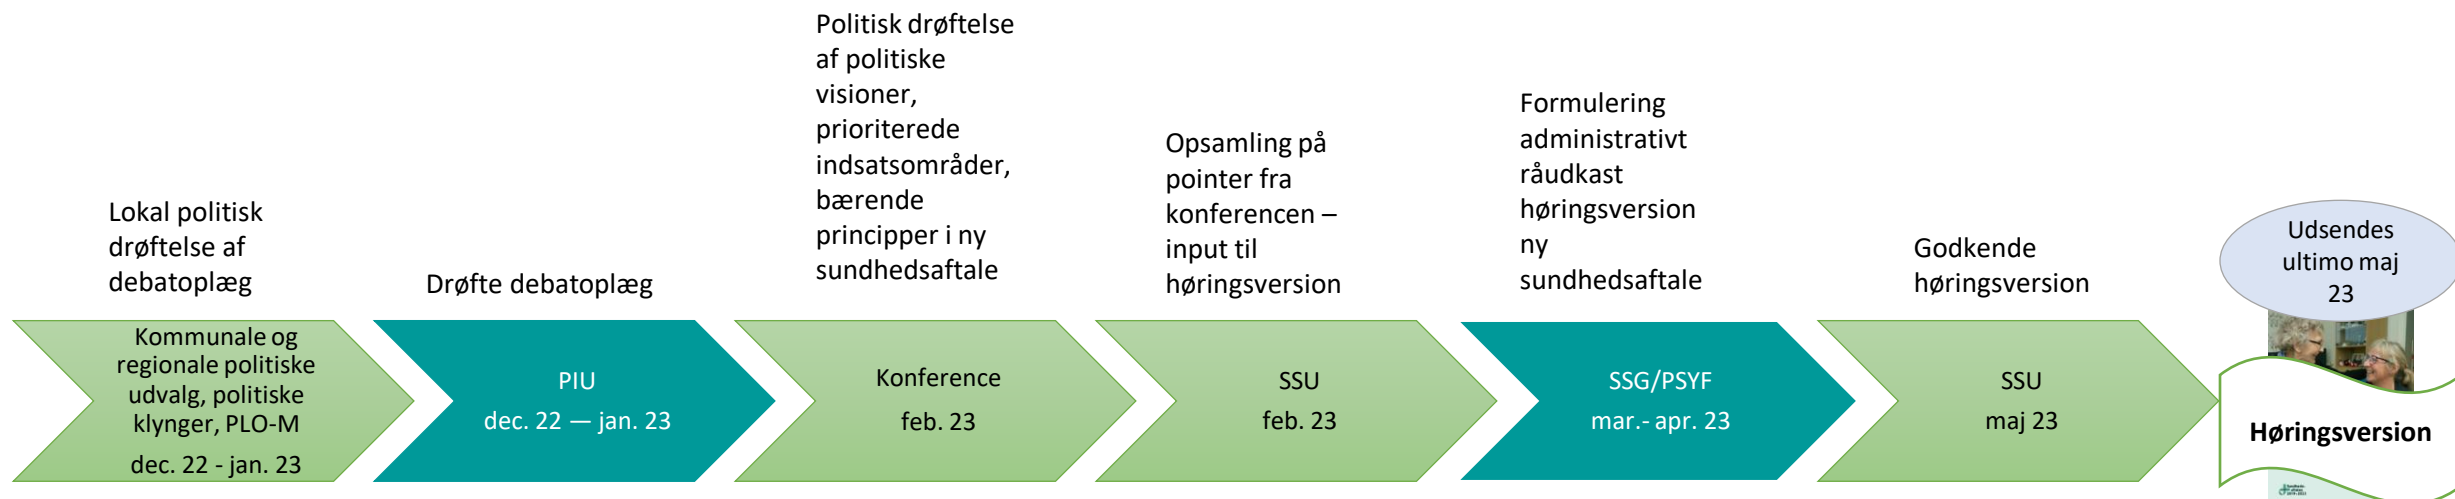 Lokal politisk
drøftelse af
debatoplæg
Kommunale og
regionale politiske
udvalg, politiske
klynger, PLO-M
dec. 22 - jan. 23
Drøfte debatoplæg
PIU
dec. 22 — jan. 23
Politisk drøftelse
af politiske
visioner,
prioriterede
indsatsområder,
bærende
principper i ny
sundhedsaftale
Konference
feb. 23
Opsamling på
pointer fra
konferencen –
input til
høringsversion
SSU
feb. 23
Formulering
administrativt
råudkast
høringsversion
ny
sundhedsaftale
SSG/PSYF
mar.- apr. 23
Godkende
høringsversion
SSU
maj 23
Udsendes
ultimo maj
23
Høringsversion